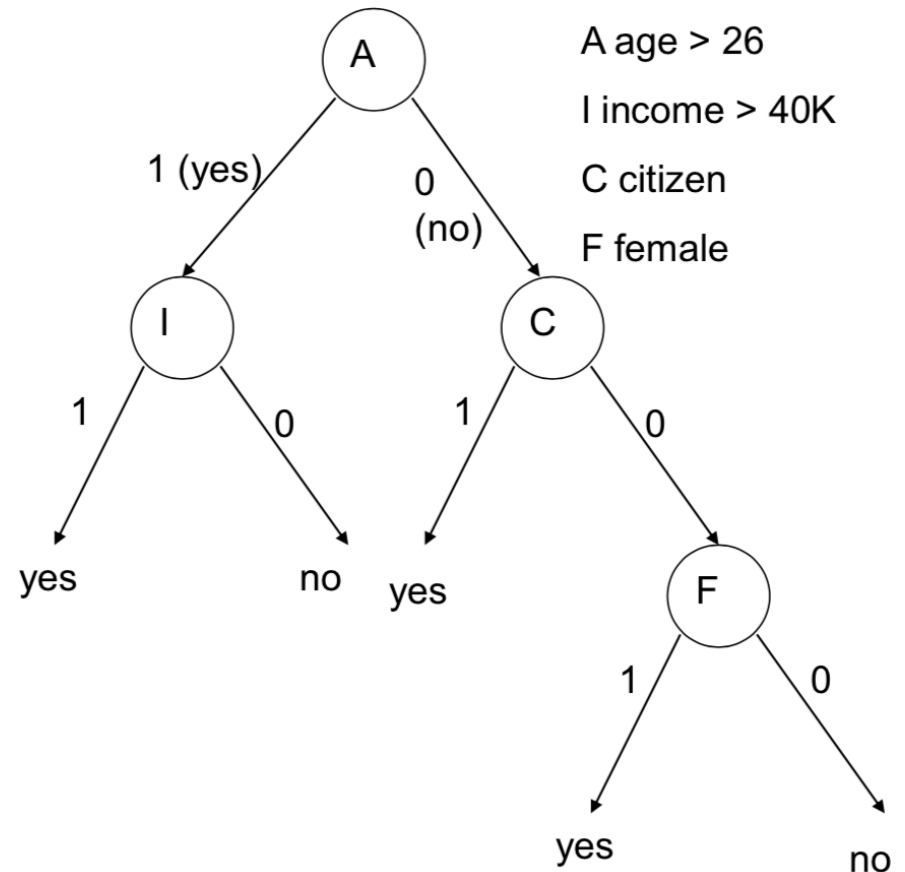 A
A age > 26
I income > 40K
1 (yes)
0
(no)
C citizen
F female
I
C
1
0
1
0
yes
no
yes
F
1
0
yes
no